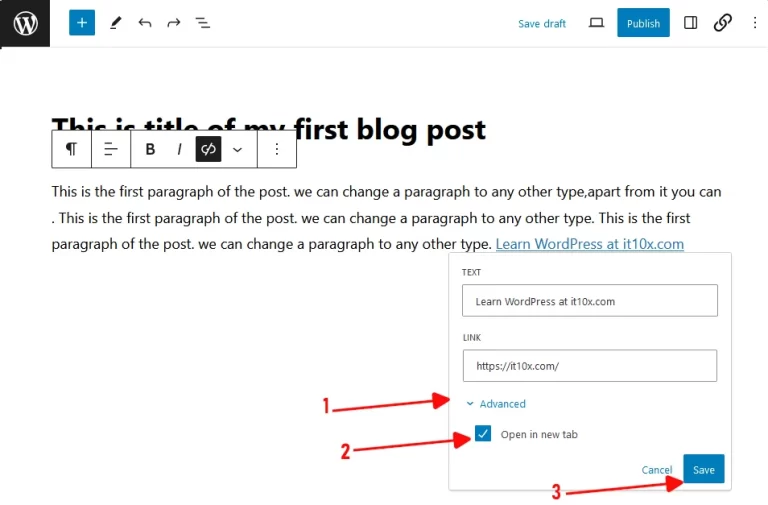 Save draft
Publish
This is title of my first blog post
B I
This is the first paragraph of the post. we can change a paragraph to any other type,apart from it you can
. This is the first paragraph of the post. we can change a paragraph to any other type. This is the first
paragraph of the post. we can change a paragraph to any other type. Learn WordPress at it10x.com
TEXT
Learn WordPress at it10x.com
LINK
https://it10x.com/
1
Advanced
2
Open in new tab
Cancel
Save
3